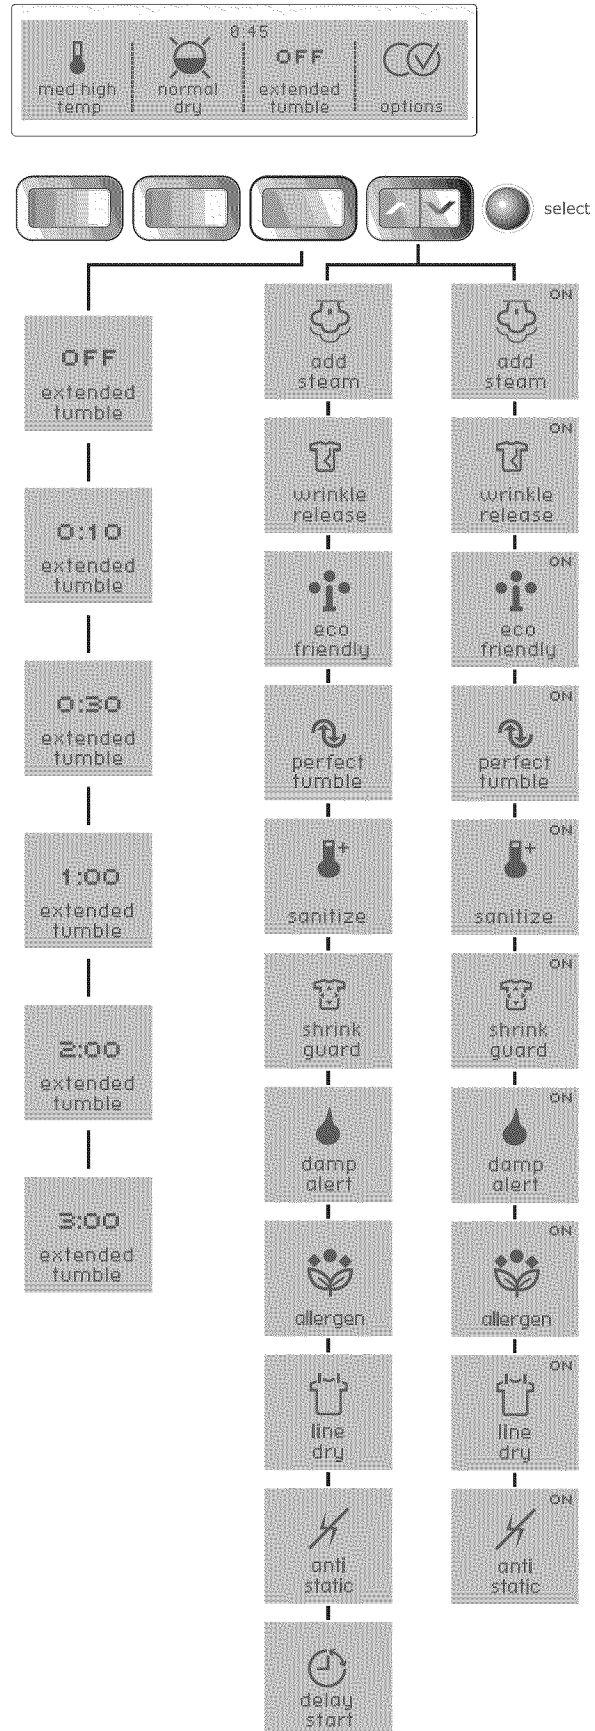 0:45
med high
temp
normal
dry
OFF
extended
tumble
options
select
OFF
extended
tumble
0:10
extended
tumble
0:30
extended
tumble
1:00
extended
tumble
2:00
extended
tumble
3:00
extended
tumble
add
steam
wrinkle
release
eco
friendly
perfect
tumble
sanitize
shrink
guard
damp
alert
allergen
line
dry
anti
static
delay
start
ON
add
steam
ON
wrinkle
release
ON
eco
friendly
ON
perfect
tumble
ON
sanitize
ON
shrink
guard
ON
damp
alert
ON
allergen
ON
line
dry
ON
anti
static